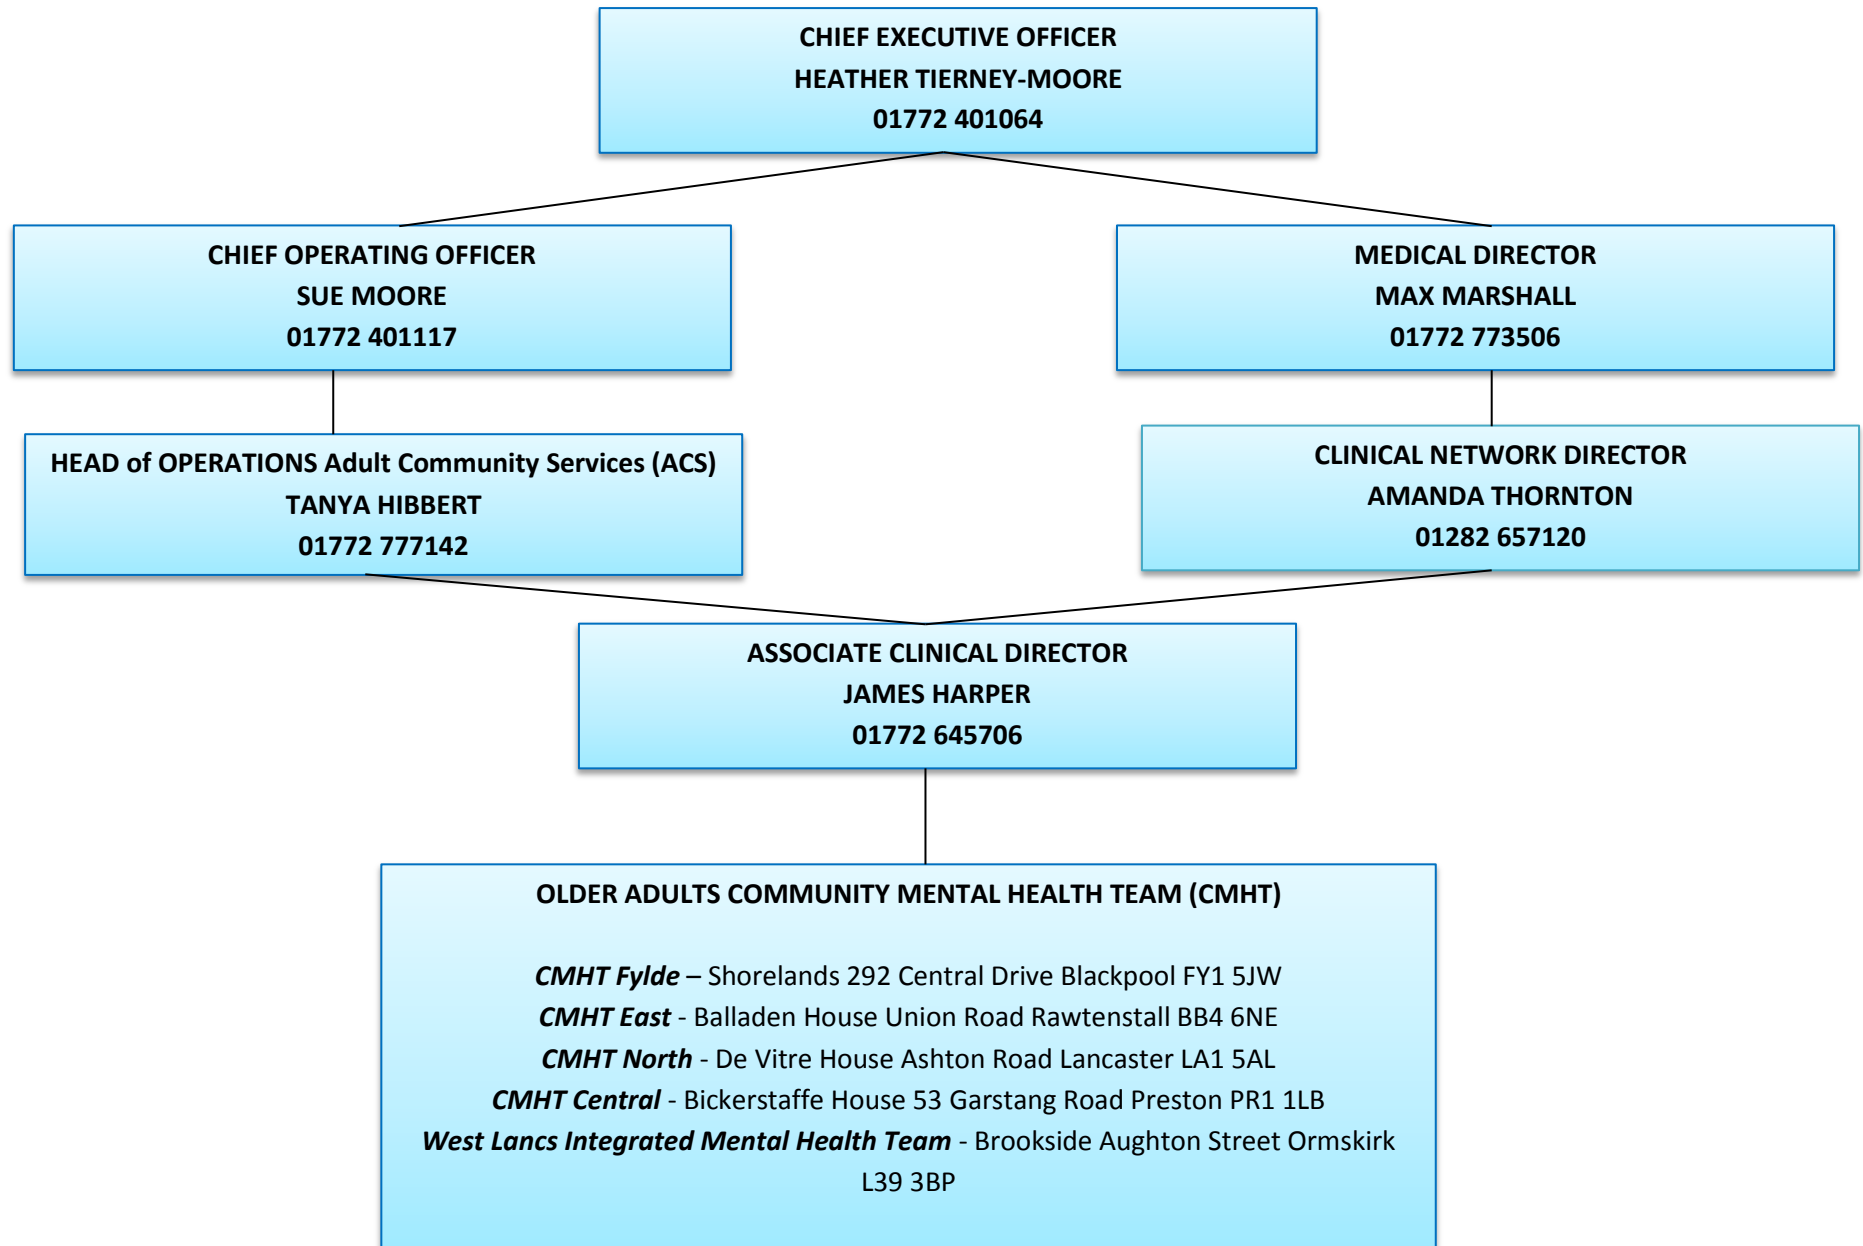 CHIEF EXECUTIVE OFFICER
HEATHER TIERNEY-MOORE
01772 401064
CHIEF OPERATING OFFICER
SUE MOORE
01772 401117
MEDICAL DIRECTOR
MAX MARSHALL
01772 773506
HEAD of OPERATIONS Adult Community Services (ACS)
TANYA HIBBERT
01772 777142
CLINICAL NETWORK DIRECTOR
AMANDA THORNTON
01282 657120
ASSOCIATE CLINICAL DIRECTOR
JAMES HARPER
01772 645706
OLDER ADULTS COMMUNITY MENTAL HEALTH TEAM (CMHT)
CMHT Fylde – Shorelands 292 Central Drive Blackpool FY1 5JW
CMHT East - Balladen House Union Road Rawtenstall BB4 6NE
CMHT North - De Vitre House Ashton Road Lancaster LA1 5AL
CMHT Central - Bickerstaffe House 53 Garstang Road Preston PR1 1LB
West Lancs Integrated Mental Health Team - Brookside Aughton Street Ormskirk
L39 3BP